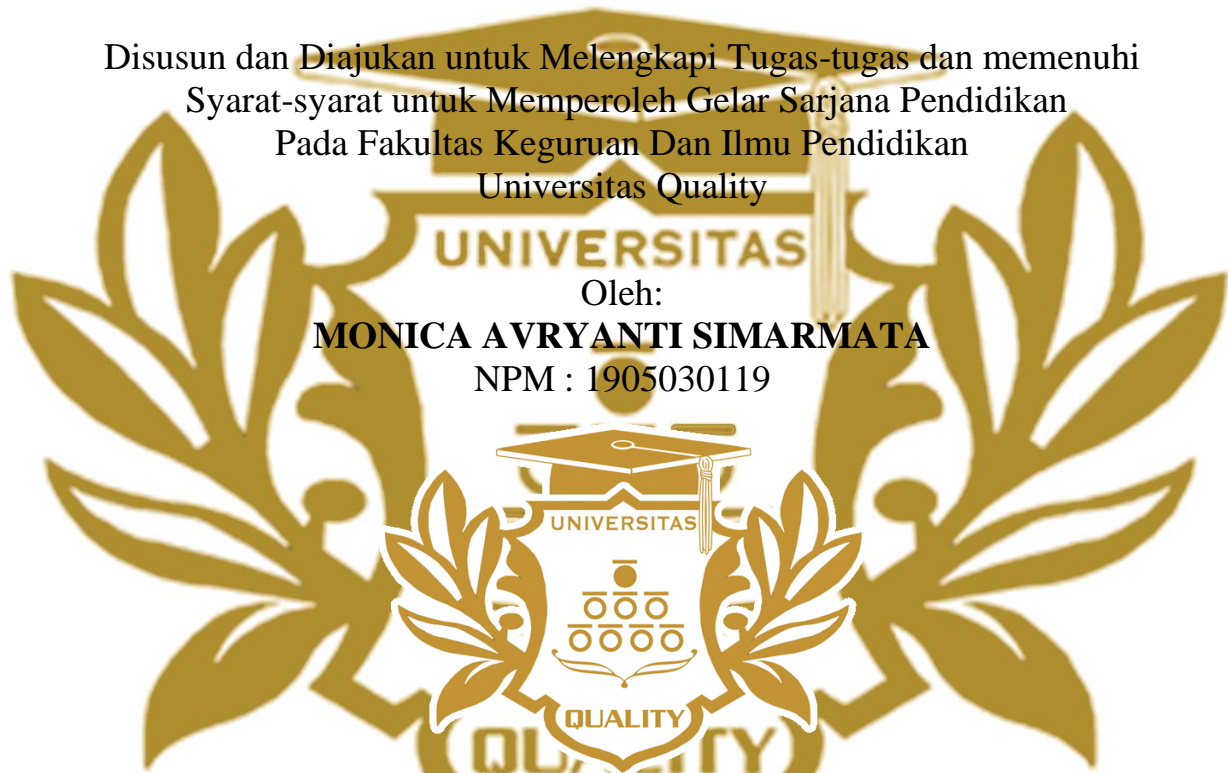 Disusun dan Diajukan untuk Melengkapi Tugas-tugas dan memenuhi
Syarat-syarat untuk Memperoleh Gelar Sarjana Pendidikan
Pada Fakultas Keguruan Dan Ilmu Pendidikan
Universitas Quality
UNIVERSITAS
Oleh:
MONICA AVRYANTI SIMARMATA
NPM : 1905030119
UNIVERSITAS
QUALITY
QUALITY